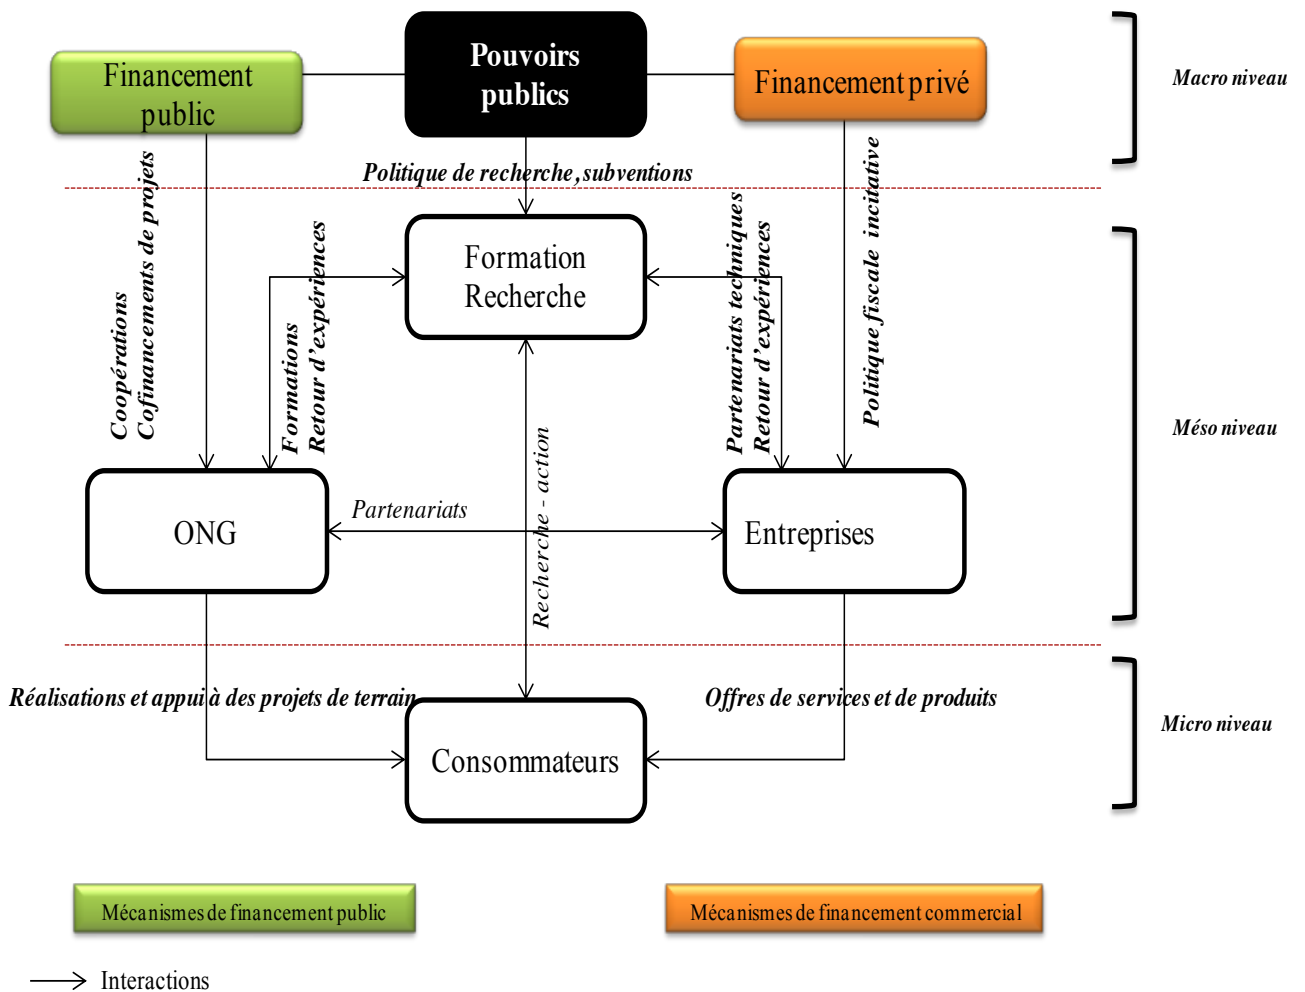 Financement
public
Pouvoirs
publics
Financement privé
Macro niveau
Politique de recherche, subventions
Coopérations
Cofinancements de projets
Formations
Retour d'expériences
Formation
Recherche
Partenariats techniques
Retour d'expériences
Politique fiscale incitative
Méso niveau
ONG
Partenariats
Recherche - action
Entreprises
Réalisations et appui à des projets de terrain
Offres de services et de produits
Micro niveau
Consommateurs
Mécanismes de financement public
Mécanismes de financement commercial
Interactions